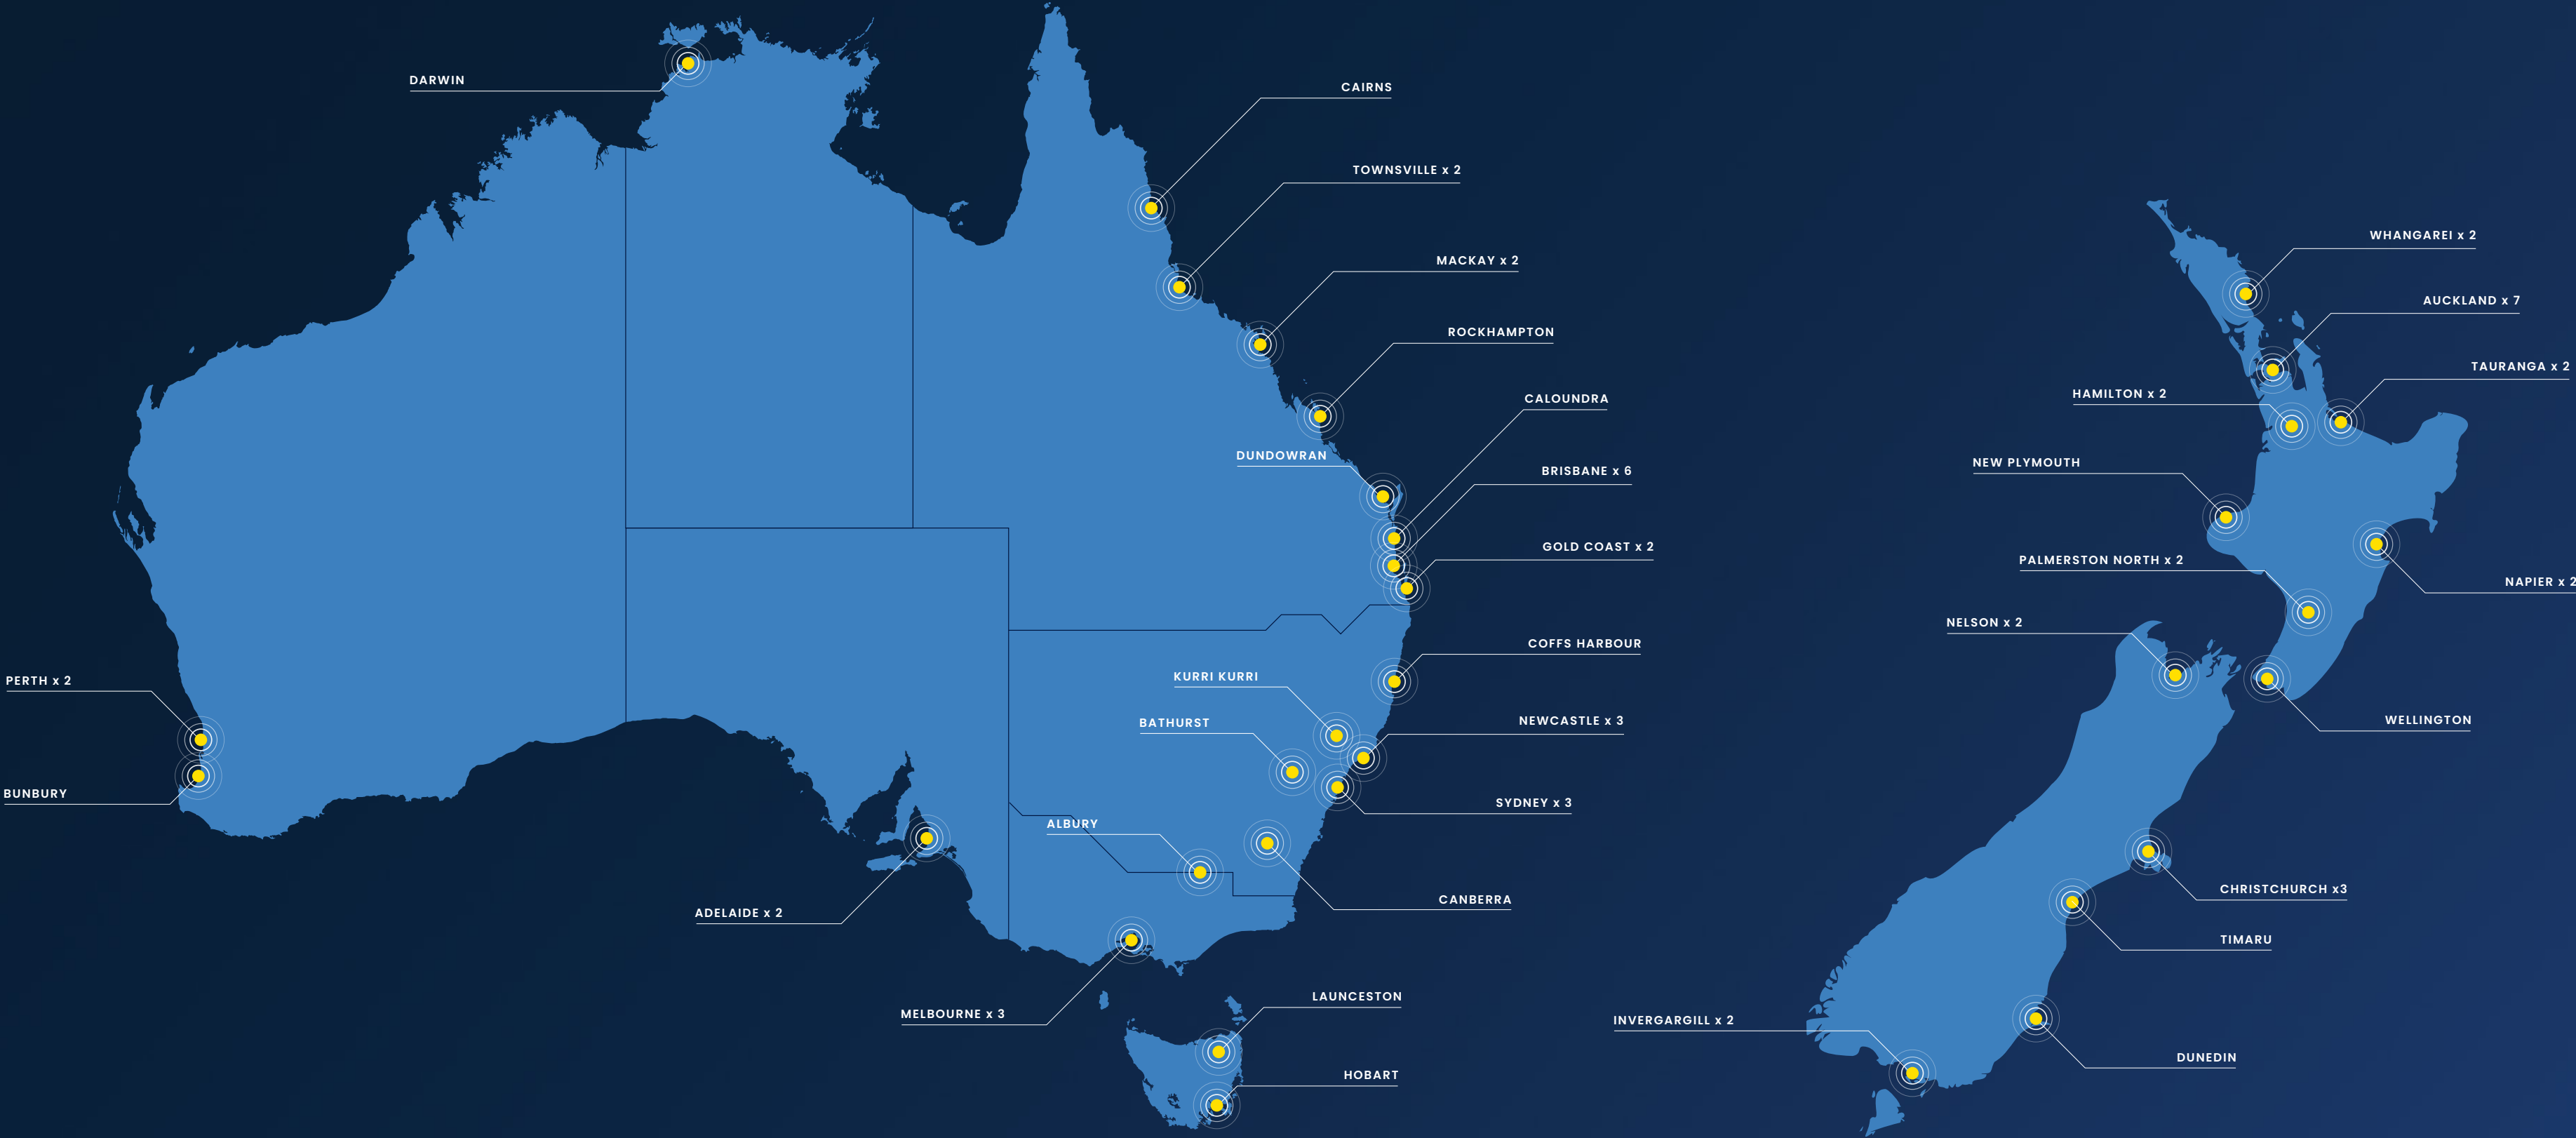 DARWIN
CAIRNS
TOWNSVILLE x 2
MACKAY x 2
ROCKHAMPTON
CALOUNDRA
DUNDOWRAN
BRISBANE x 6
GOLD COAST x 2
COFFS HARBOUR
KURRI KURRI
PERTH x 2
BATHURST
NEWCASTLE x 3
BUNBURY
SYDNEY x 3
ALBURY
CANBERRA
ADELAIDE x 2
MELBOURNE x 3
LAUNCESTON
HOBART
WHANGAREI x 2
AUCKLAND x 7
TAURANGA x 2
HAMILTON x 2
NEW PLYMOUTH
PALMERSTON NORTH x 2
NAPIER x 2
NELSON x 2
WELLINGTON
CHRISTCHURCH x3
TIMARU
INVERGARGILL x 2
DUNEDIN